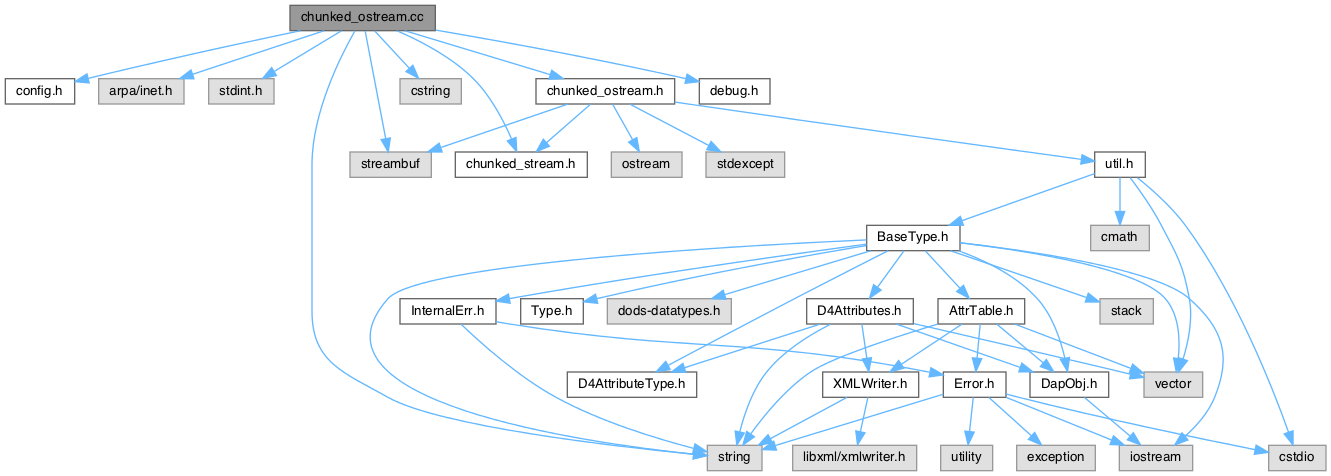 chunked_ostream.cc
config.h
arpa/inet.h
stdint.h
cstring
chunked_ostream.h
debug.h
streambuf
chunked_stream.h
ostream
stdexcept
util.h
BaseType.h
cmath
InternalErr.h
Type.h
dods-datatypes.h
D4Attributes.h
AttrTable.h
stack
D4AttributeType.h
XMLWriter.h
Error.h
DapObj.h
vector
string
libxml/xmlwriter.h
utility
exception
iostream
cstdio